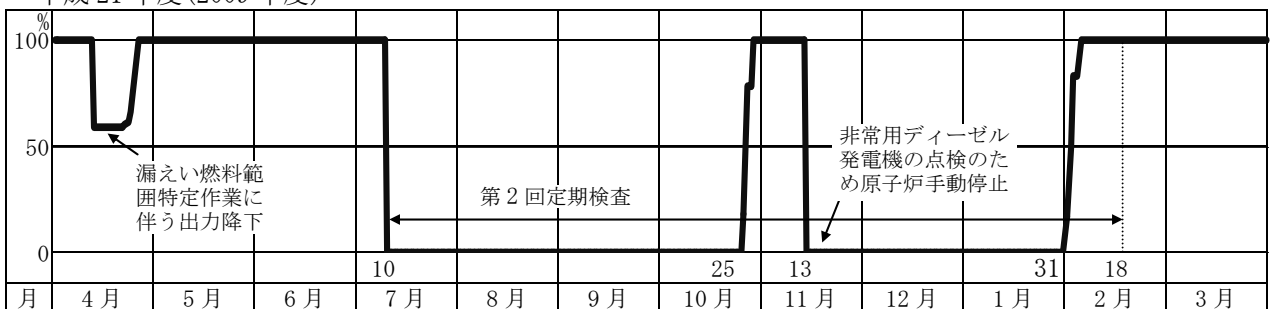 平成21年度(2009年度)
%
100
50
0
漏えい燃料範
囲特定作業に
伴う出力降下
第2回定期検査
非常用ディーゼル
発電機の点検のた
め原子炉手動停止
10
25
13
31
18
月 4月 5月 6月 7月 8月 9月 10月 11月 12月 1月 2月 3月